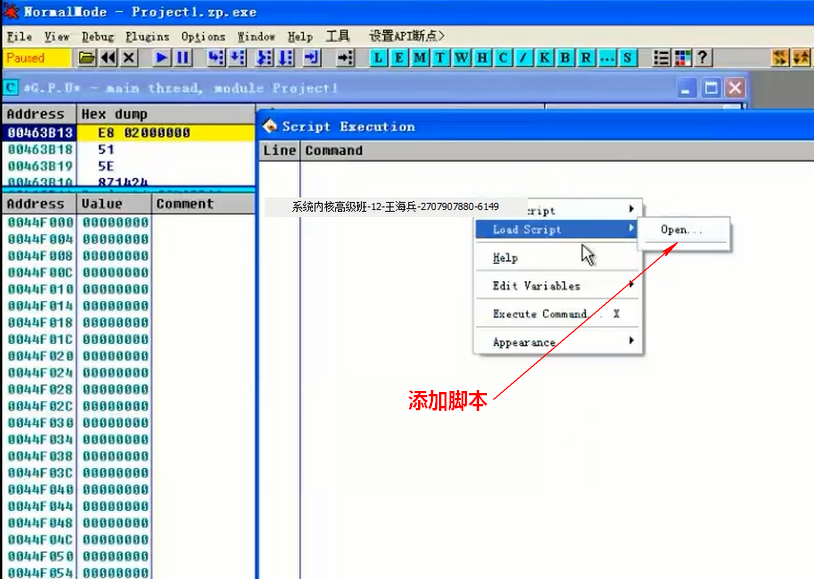 NormalMode - Project1.zp.exe
File View Debug Plugins Options Window Help 工具 设置API断点>
Paused
L E M T W H C / K B R ... S ?
C *G.P.U* - main thread, module Project1
Address Hex dump
00463B13 E8 02000000
00463B18 51
00463B19 5E
00463B1A 871424
Script Execution
Line Command
Address Value Comment
0044F000 00000000
0044F004 00000000
0044F008 00000000
0044F00C 00000000
0044F010 00000000
0044F014 00000000
0044F018 00000000
0044F01C 00000000
0044F020 00000000
0044F024 00000000
0044F028 00000000
0044F02C 00000000
0044F030 00000000
0044F034 00000000
0044F038 00000000
0044F03C 00000000
0044F040 00000000
0044F044 00000000
0044F048 00000000
0044F04C 00000000
0044F050 00000000
0044F054 00000000
系统内核高级班-12-王海兵-2707907880-6149
Load Script
Open...
Help
Edit Variables
Execute Command... X
Appearance
添加脚本